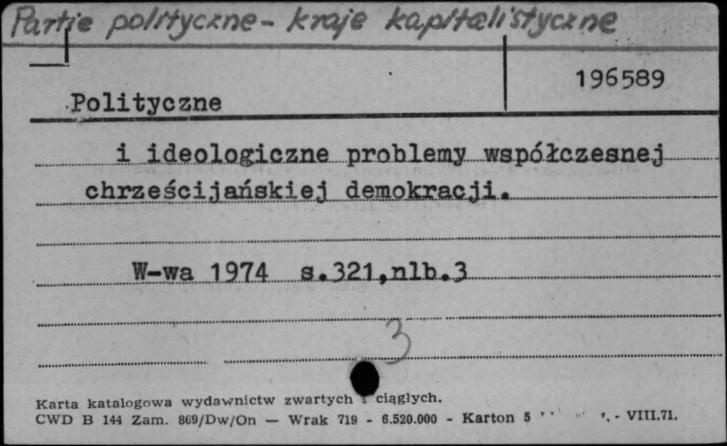 Partie polityczne - kraje kapitalistyczne
196589
Polityczne
i ideologiczne problemy współczesnej
chrześcijańskiej demokracji.
W-wa 1974 s.321,nlb.3
3
Karta katalogowa wydawnictw zwartych i ciągłych.
CWD B 144 Zam. 869/Dw/On — Wrak 719 - 6.520.000 - Karton 5 - VIII.71.